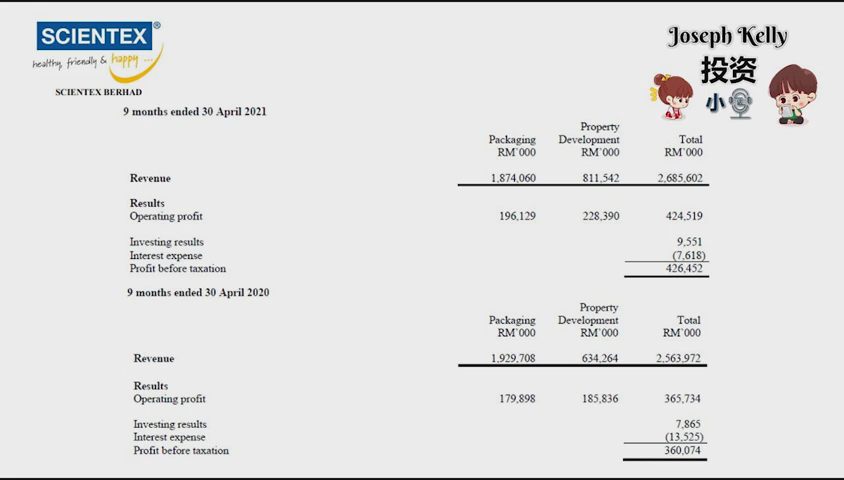 SCIENTEX®
healthy, friendly & happy ...
SCIENTEX BERHAD
Joseph Kelly
投资
小
9 months ended 30 April 2021
Packaging RM'000 Property Development RM'000 Total RM'000
Revenue 1,874,060 811,542 2,685,602
Results
Operating profit 196,129 228,390 424,519
Investing results 9,551
Interest expense (7,618)
Profit before taxation 426,452
9 months ended 30 April 2020
Packaging RM'000 Property Development RM'000 Total RM'000
Revenue 1,929,708 634,264 2,563,972
Results
Operating profit 179,898 185,836 365,734
Investing results 7,865
Interest expense (13,525)
Profit before taxation 360,074